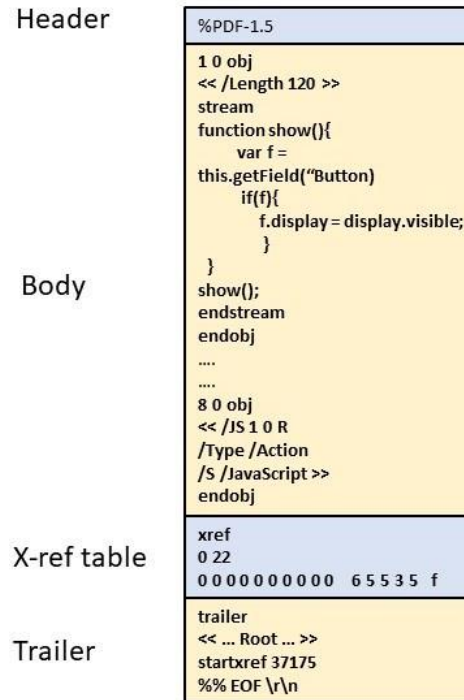 Header
%PDF-1.5
1 0 obj
<< /Length 120 >>
stream
function show(){
var f =
this.getField(“Button)
if(f){
f.display = display.visible;
}
}
show();
endstream
endobj
....
....
Body
8 0 obj
<< /JS 1 0 R
/Type /Action
/S /JavaScript >>
endobj
X-ref table
xref
0 22
0 0 0 0 0 0 0 0 0 0 6 5 5 3 5 f
Trailer
trailer
<< ... Root ... >>
startxref 37175
%% EOF \r\n